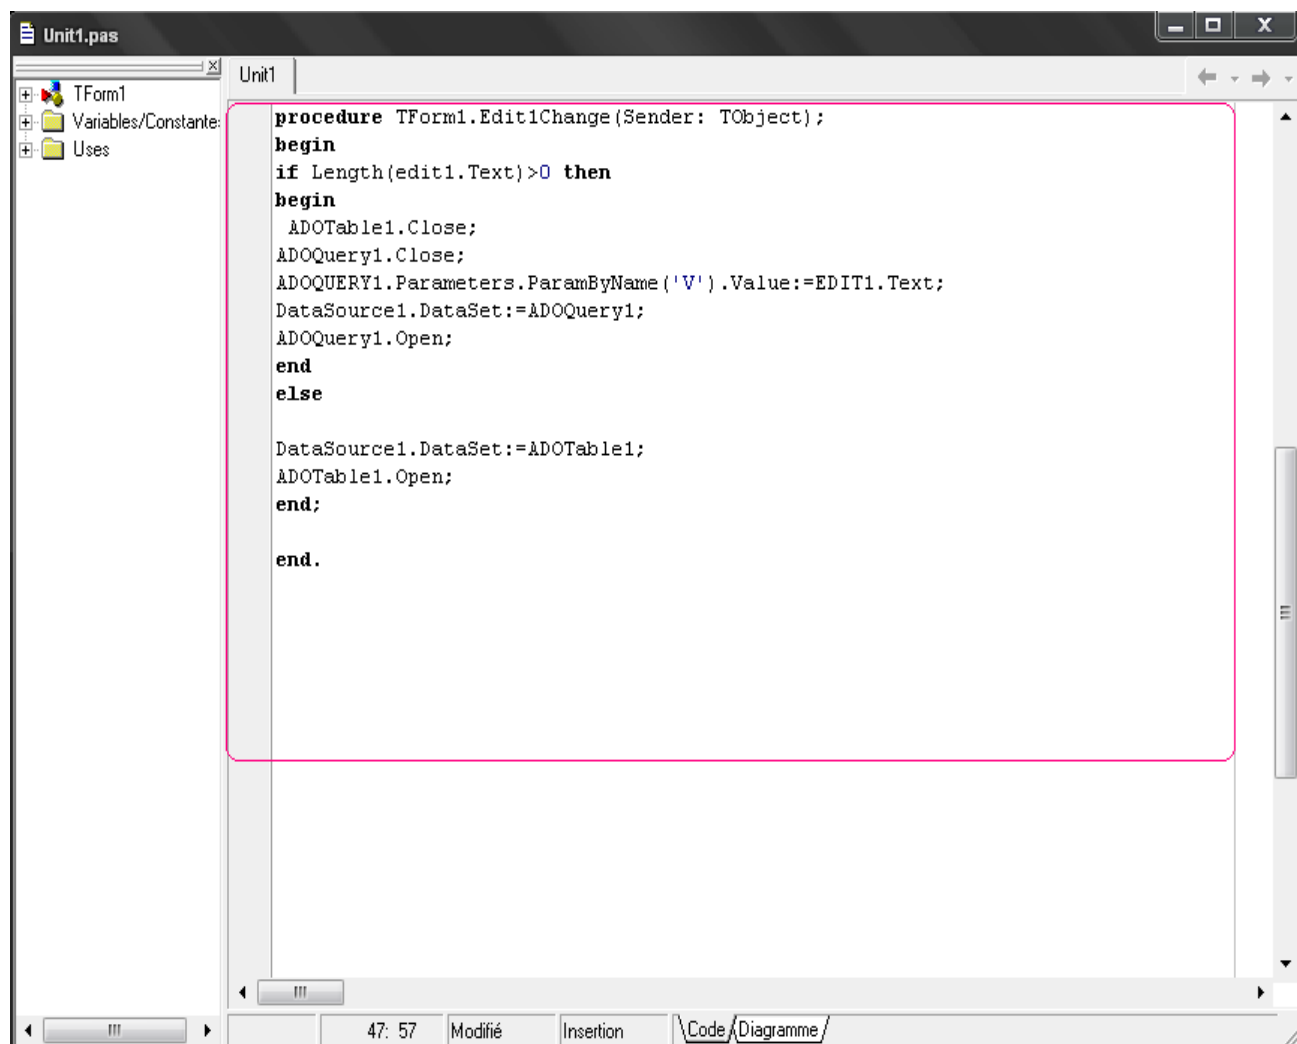 Unit1.pas
Unit1
TForm1
Variables/Constante
Uses
procedure TForm1.Edit1Change(Sender: TObject);
begin
if Length(edit1.Text)>0 then
begin
ADOTable1.Close;
ADOQuery1.Close;
ADOQUERY1.Parameters.ParamByName('V').Value:=EDIT1.Text;
DataSource1.DataSet:=ADOQuery1;
ADOQuery1.Open;
end
else
DataSource1.DataSet:=ADOTable1;
ADOTable1.Open;
end;
end.
47: 57
Modifié
Insertion
Code
Diagramme